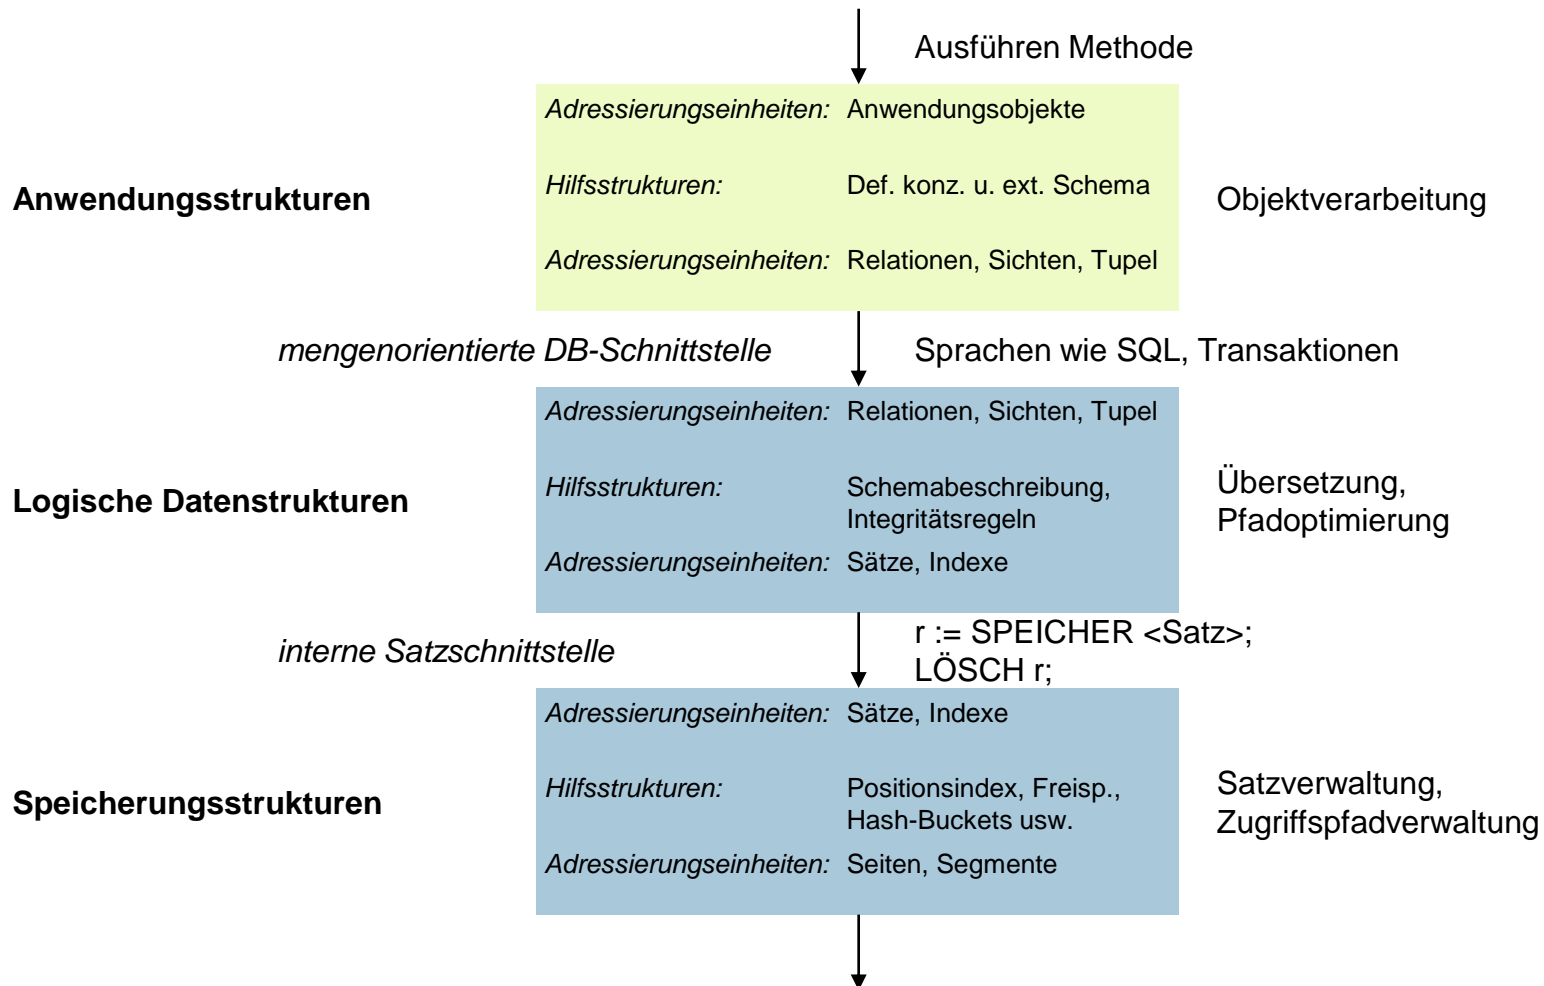 Ausführen Methode
Adressierungseinheiten: Anwendungsobjekte
Anwendungsstrukturen
Hilfsstrukturen: Def. konz. u. ext. Schema
Objektverarbeitung
Adressierungseinheiten: Relationen, Sichten, Tupel
mengenorientierte DB-Schnittstelle
Sprachen wie SQL, Transaktionen
Adressierungseinheiten: Relationen, Sichten, Tupel
Logische Datenstrukturen
Hilfsstrukturen: Schemabeschreibung,
Integritätsregeln
Übersetzung,
Pfadoptimierung
Adressierungseinheiten: Sätze, Indexe
interne Satzschnittstelle
r := SPEICHER <Satz>;
LÖSCH r;
Adressierungseinheiten: Sätze, Indexe
Speicherungsstrukturen
Hilfsstrukturen: Positionsindex, Freisp.,
Hash-Buckets usw.
Satzverwaltung,
Zugriffspfadverwaltung
Adressierungseinheiten: Seiten, Segmente